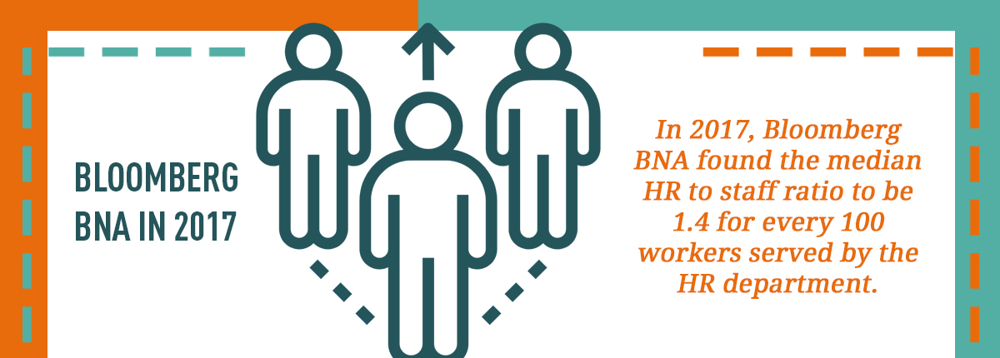 BLOOMBERG
BNA IN 2017
In 2017, Bloomberg
BNA found the median
HR to staff ratio to be
1.4 for every 100
workers served by the
HR department.